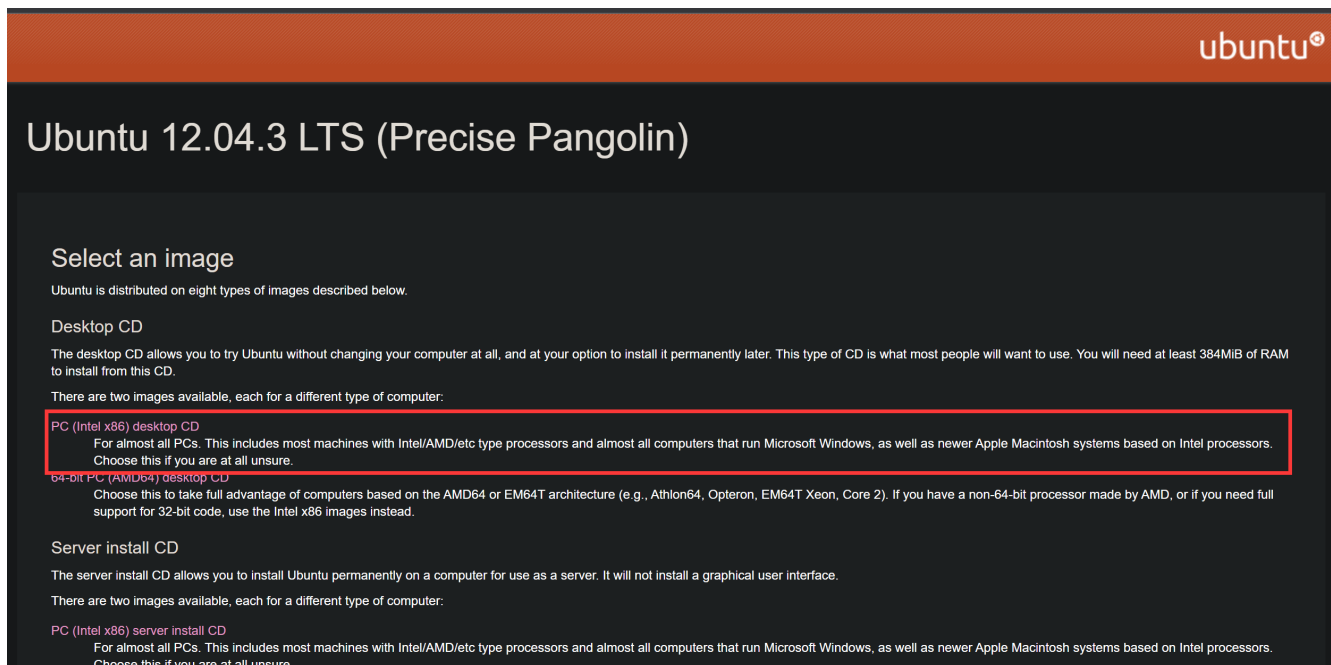 ubuntu
Ubuntu 12.04.3 LTS (Precise Pangolin)
Select an image
Ubuntu is distributed on eight types of images described below.
Desktop CD
The desktop CD allows you to try Ubuntu without changing your computer at all, and at your option to install it permanently later. This type of CD is what most people will want to use. You will need at least 384MiB of RAM
to install from this CD.
There are two images available, each for a different type of computer:
PC (Intel x86) desktop CD
For almost all PCs. This includes most machines with Intel/AMD/etc type processors and almost all computers that run Microsoft Windows, as well as newer Apple Macintosh systems based on Intel processors.
Choose this if you are at all unsure.
64-bit PC (AMD64) desktop CD
Choose this to take full advantage of computers based on the AMD64 or EM64T architecture (e.g., Athlon64, Opteron, EM64T Xeon, Core 2). If you have a non-64-bit processor made by AMD, or if you need full
support for 32-bit code, use the Intel x86 images instead.
Server install CD
The server install CD allows you to install Ubuntu permanently on a computer for use as a server. It will not install a graphical user interface.
There are two images available, each for a different type of computer:
PC (Intel x86) server install CD
For almost all PCs. This includes most machines with Intel/AMD/etc type processors and almost all computers that run Microsoft Windows, as well as newer Apple Macintosh systems based on Intel processors.
Choose this if you are at all unsure.